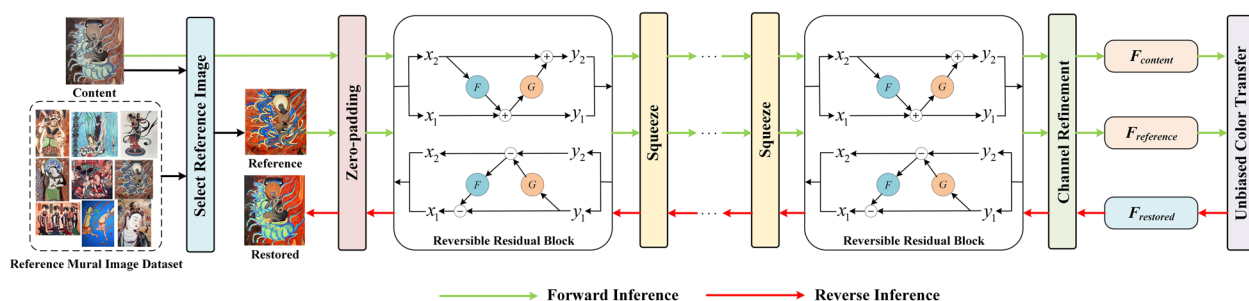 Content
Reference Mural Image Dataset
Select Reference Image
Reference
Restored
Zero-padding
x2
F
G
y2
x1
y1
x2
F
G
y2
x1
y1
Reversible Residual Block
Squeeze
...
...
...
Squeeze
x2
F
G
y2
x1
y1
x2
F
G
y2
x1
y1
Reversible Residual Block
Channel Refinement
Fcontent
Freference
Frestored
Unbiased Color Transfer
Forward Inference
Reverse Inference